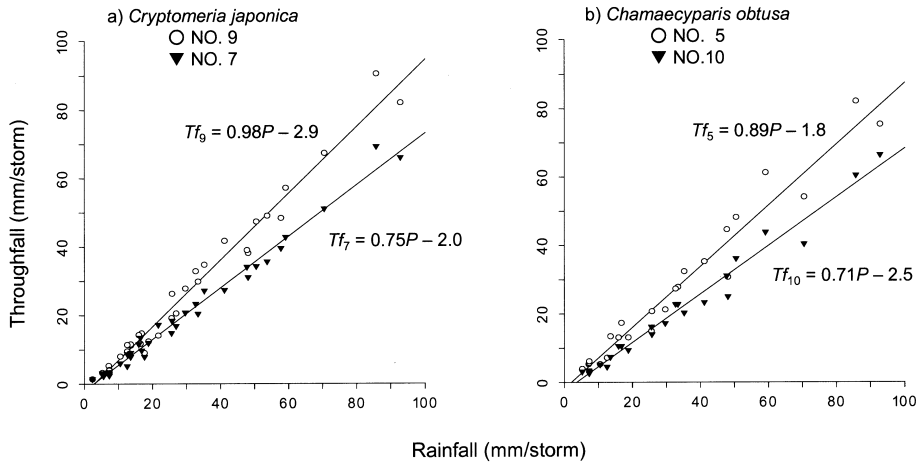 a) Cryptomeria japonica
○ NO. 9
▼ NO. 7
Tf9 = 0.98P – 2.9
Tf7 = 0.75P – 2.0
100
80
60
40
20
0
0 20 40 60 80 100
Throughfall (mm/storm)
b) Chamaecyparis obtusa
○ NO. 5
▼ NO.10
Tf5 = 0.89P – 1.8
Tf10 = 0.71P – 2.5
100
80
60
40
20
0
0 20 40 60 80 100
Rainfall (mm/storm)